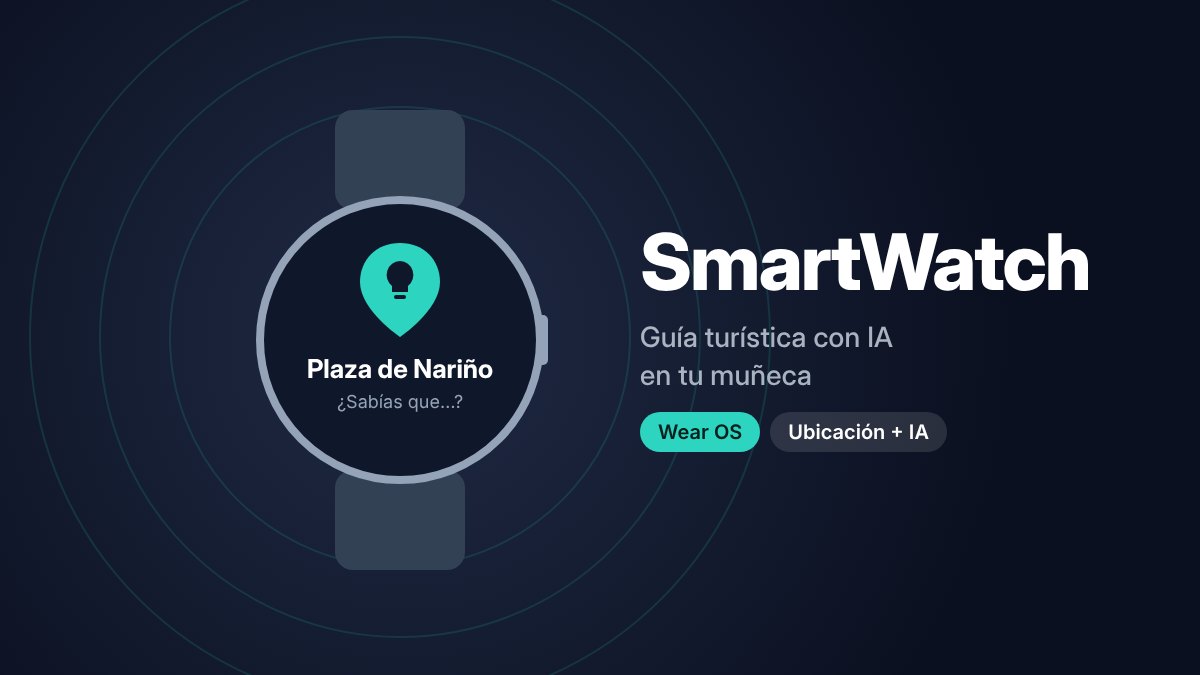 Plaza de Nariño
¿Sabías que...?
SmartWatch
Guía turística con IA
en tu muñeca
Wear OS
Ubicación + IA